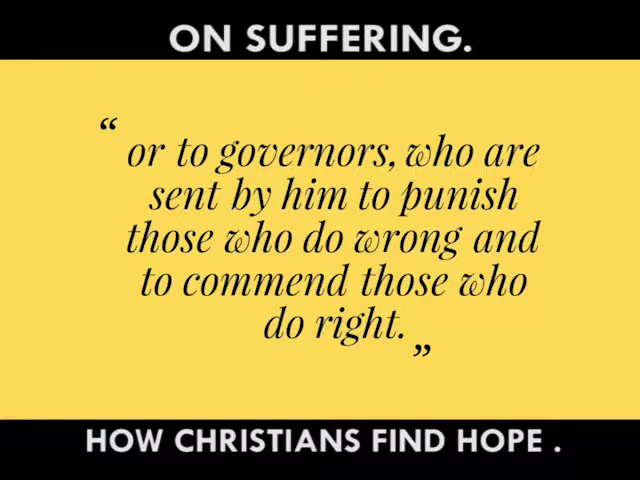 ON SUFFERING.
“ or to governors, who are
sent by him to punish
those who do wrong and
to commend those who
do right. ”
HOW CHRISTIANS FIND HOPE .